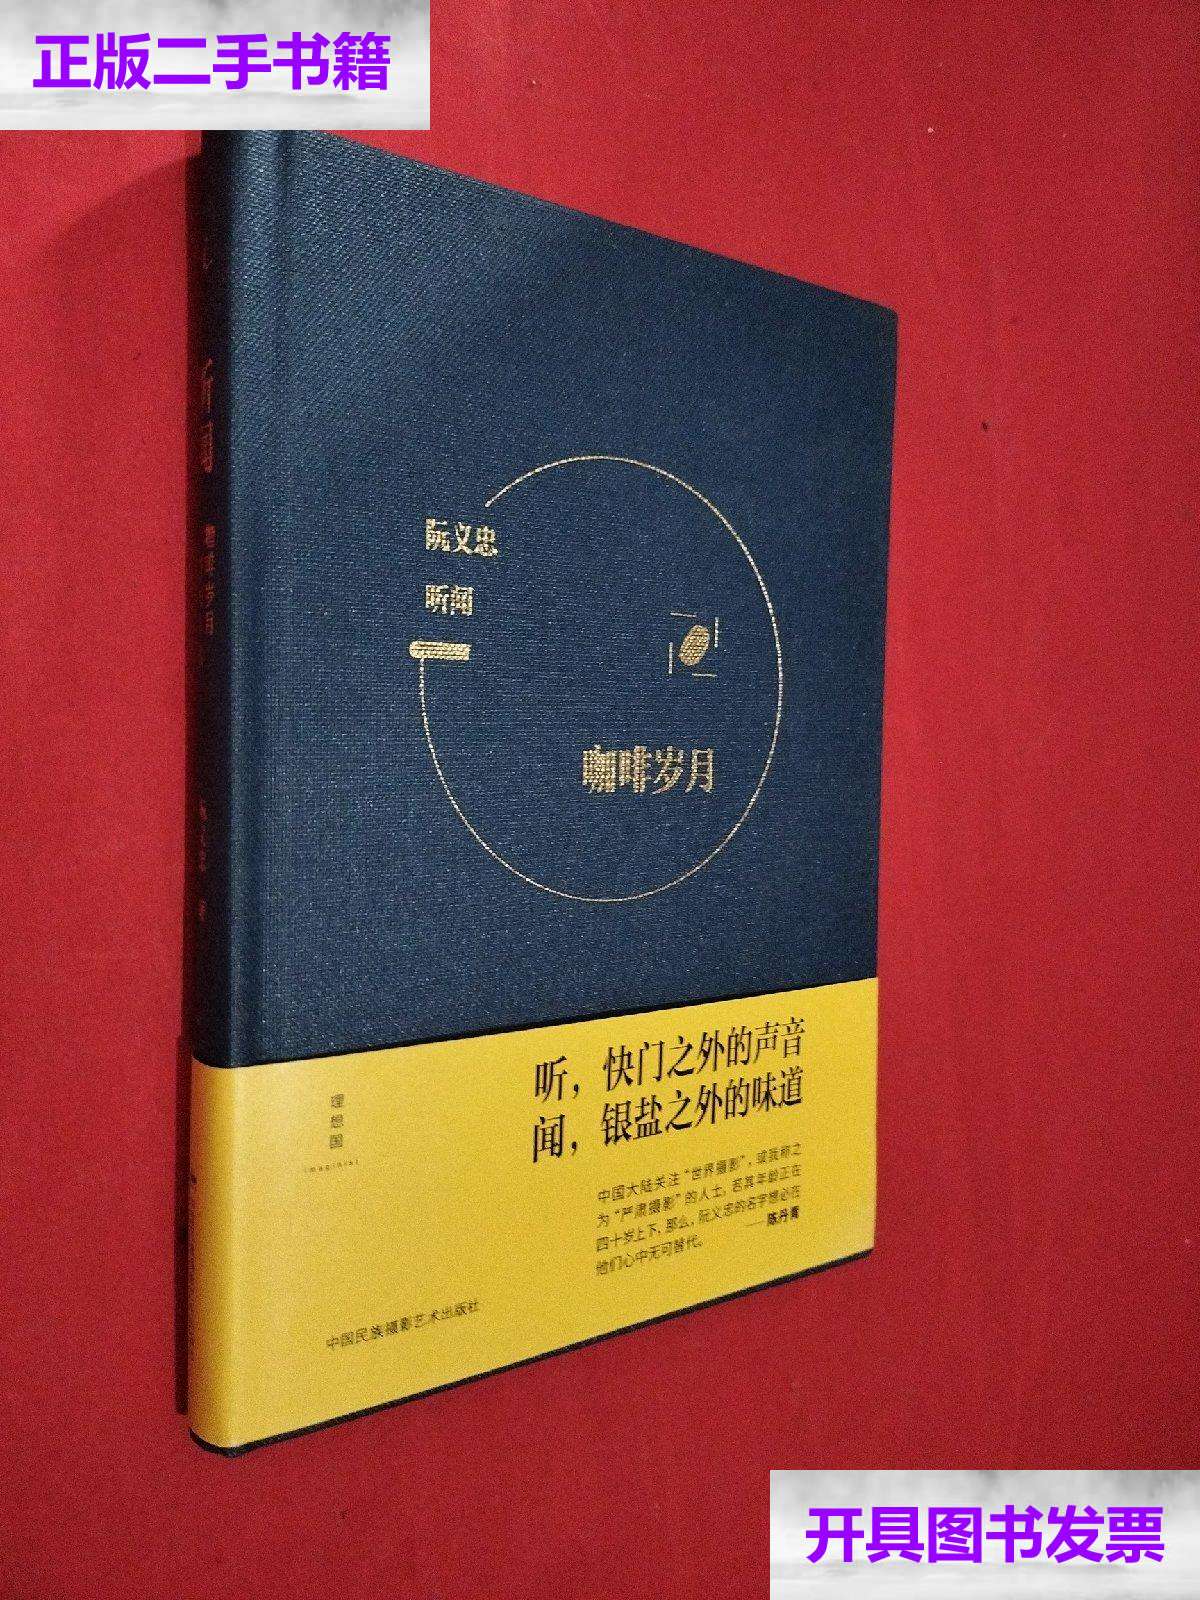 正版二手书籍
阮义忠
听闻
咖啡岁月
听，快门之外的声音
闻，银盐之外的味道
理想国
imaginist
中国大陆关注“世界摄影”，或我称之
为“严肃摄影”的人士，若其年龄正在
四十岁上下，那么，阮义忠的名字想必在
他们心中无可替代。
——陈丹青
中国民族摄影艺术出版社
开具图书发票